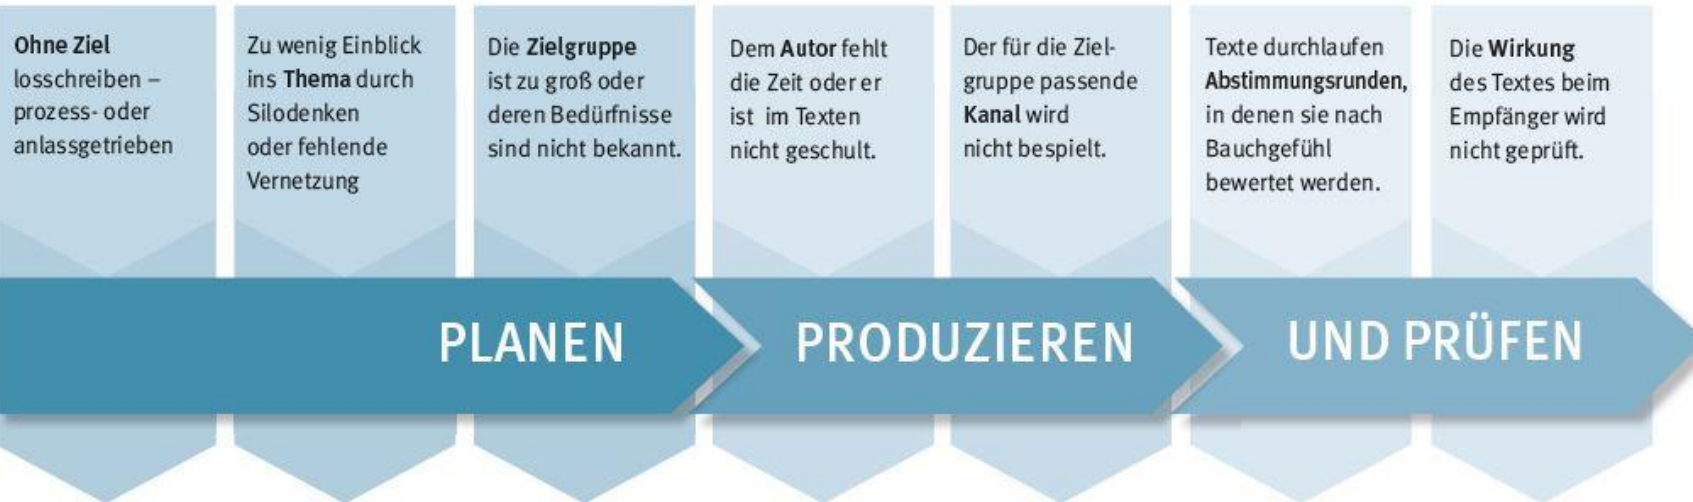 Ohne Ziel
losschreiben –
prozess- oder
anlassgetrieben
Zu wenig Einblick
ins Thema durch
Silodenken
oder fehlende
Vernetzung
Die Zielgruppe
ist zu groß oder
deren Bedürfnisse
sind nicht bekannt.
Dem Autor fehlt
die Zeit oder er
ist im Texten
nicht geschult.
Der für die Ziel-
gruppe passende
Kanal wird
nicht bespielt.
Texte durchlaufen
Abstimmungsrunden,
in denen sie nach
Bauchgefühl
bewertet werden.
Die Wirkung
des Textes beim
Empfänger wird
nicht geprüft.
PLANEN
PRODUZIEREN
UND PRÜFEN